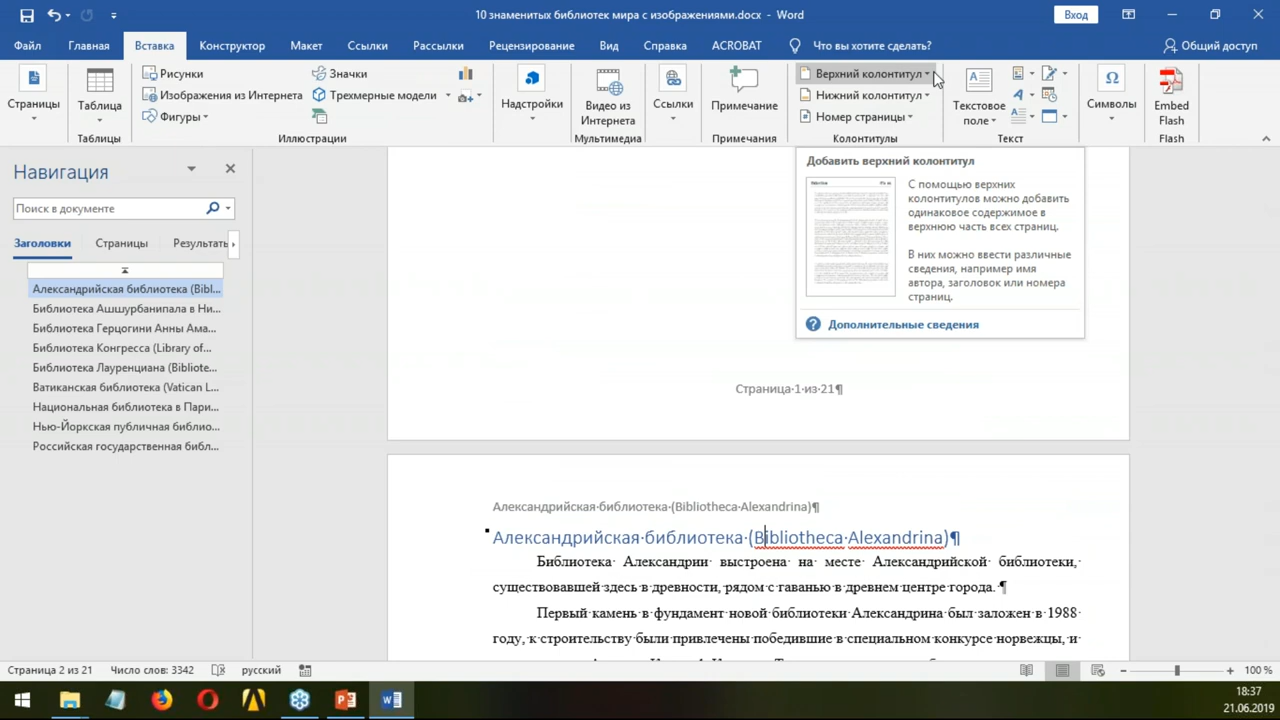 10 знаменитых библиотек мира с изображениями.docx - Word
Вход
Файл
Главная
Вставка
Конструктор
Макет
Ссылки
Рассылки
Рецензирование
Вид
Справка
ACROBAT
Что вы хотите сделать?
Общий доступ
Страницы
Таблица
Таблицы
Рисунки
Изображения из Интернета
Фигуры
Значки
Трехмерные модели
Иллюстрации
Надстройки
Видео из
Интернета
Мультимедиа
Ссылки
Примечание
Примечания
Верхний колонтитул
Нижний колонтитул
Номер страницы
Колонтитулы
Текстовое
поле
Текст
Символы
Embed
Flash
Flash
Навигация
Поиск в документе
Заголовки
Страницы
Результать
Александрийская библиотека (Bibl...
Библиотека Ашшурбанипала в Ни...
Библиотека Герцогини Анны Ама...
Библиотека Конгресса (Library of...
Библиотека Лауренциана (Bibliote...
Ватиканская библиотека (Vatican L...
Национальная библиотека в Пари...
Нью-Йоркская публичная библио...
Российская государственная библ...
Добавить верхний колонтитул
С помощью верхних
колонтитулов можно добавить
одинаковое содержимое в
верхнюю часть всех страниц.
В них можно ввести различные
сведения, например имя
автора, заголовок или номера
страниц.
Дополнительные сведения
Страница·1·из·21¶
Александрийская·библиотека·(Bibliotheca·Alexandrina)¶
Александрийская·библиотека·(Bibliotheca·Alexandrina)¶
Библиотека· Александрии· выстроена· на· месте· Александрийской· библиотеки,·
существовавшей·здесь·в·древности,·рядом·с·гаванью·в·древнем·центре·города.·¶
Первый·камень·в·фундамент·новой·библиотеки·Александрина·был·заложен·в·1988·
году,·к·строительству·были·привлечены·победившие·в·специальном·конкурсе·норвежцы,·и·
Страница 2 из 21
Число слов: 3342
русский
100 %
18:37
21.06.2019